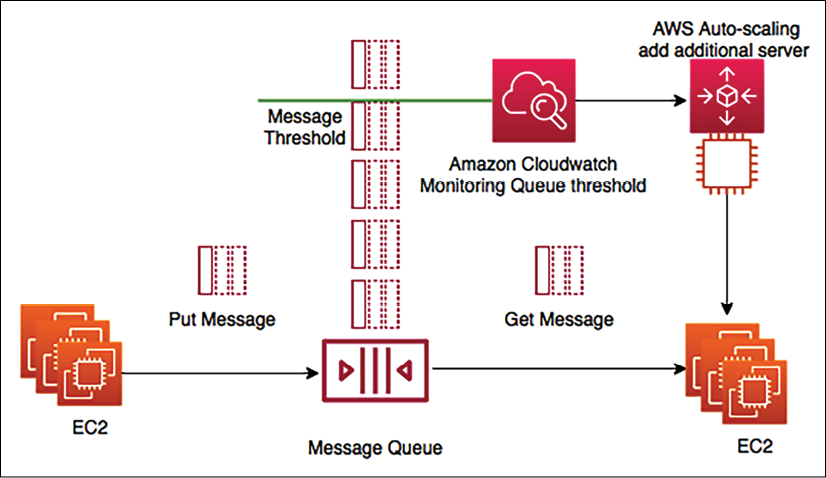 AWS Auto-scaling
add additional server
Message
Threshold
Amazon Cloudwatch
Monitoring Queue threshold
Put Message
Get Message
EC2
Message Queue
EC2